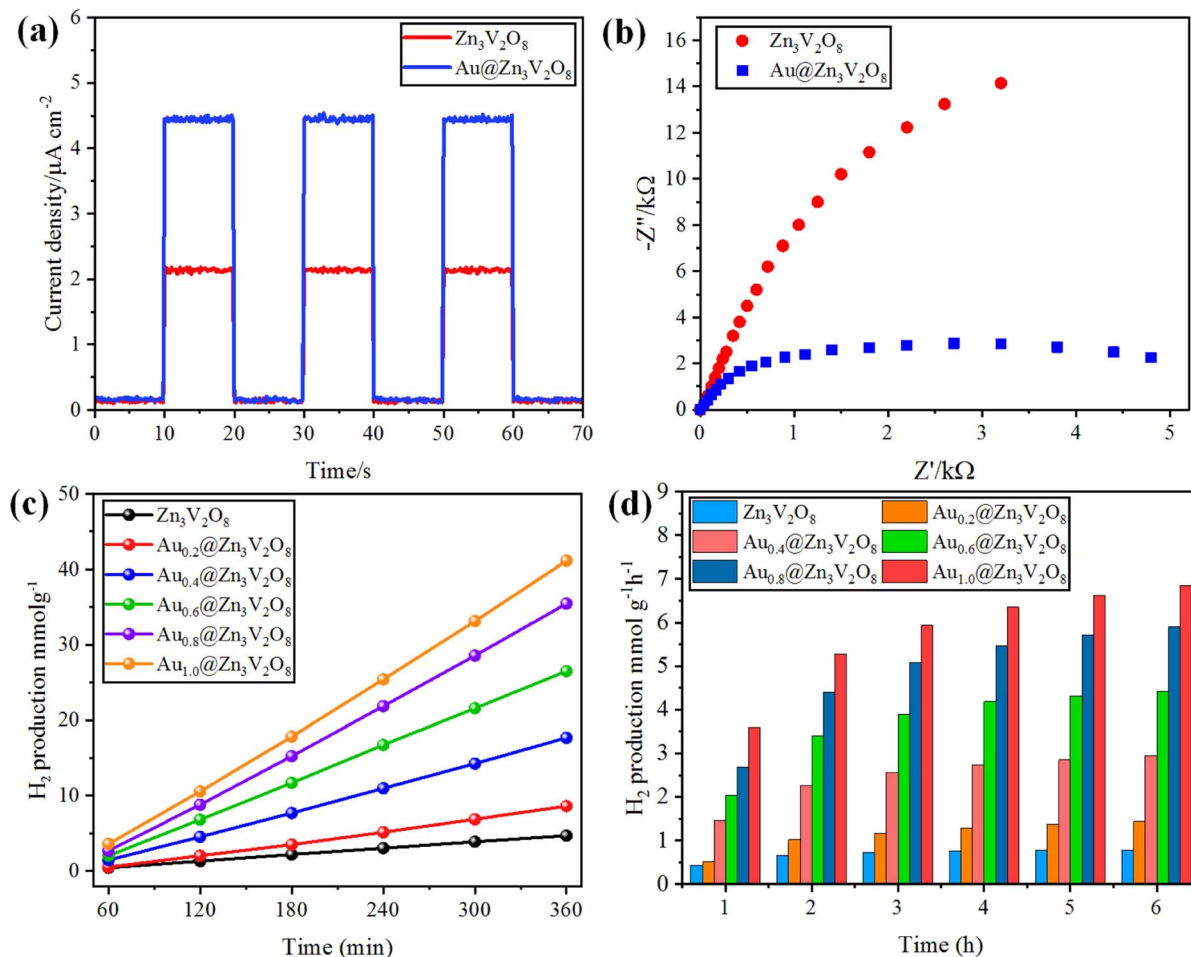 (a)
Zn₃V₂O₈
Au@Zn₃V₂O₈
Current density/µA cm⁻²
6
5
4
3
2
1
0
0 10 20 30 40 50 60 70
Time/s
(b)
Zn₃V₂O₈
Au@Zn₃V₂O₈
-Z"/kΩ
16
14
12
10
8
6
4
2
0
0 1 2 3 4 5
Z'/kΩ
(c)
Zn₃V₂O₈
Au₀.₂@Zn₃V₂O₈
Au₀.₄@Zn₃V₂O₈
Au₀.₆@Zn₃V₂O₈
Au₀.₈@Zn₃V₂O₈
Au₁.₀@Zn₃V₂O₈
H₂ production mmolg⁻¹
50
40
30
20
10
0
60 120 180 240 300 360
Time (min)
(d)
Zn₃V₂O₈ Au₀.₂@Zn₃V₂O₈
Au₀.₄@Zn₃V₂O₈ Au₀.₆@Zn₃V₂O₈
Au₀.₈@Zn₃V₂O₈ Au₁.₀@Zn₃V₂O₈
H₂ production mmol g⁻¹h⁻¹
9
8
7
6
5
4
3
2
1
0
1 2 3 4 5 6
Time (h)